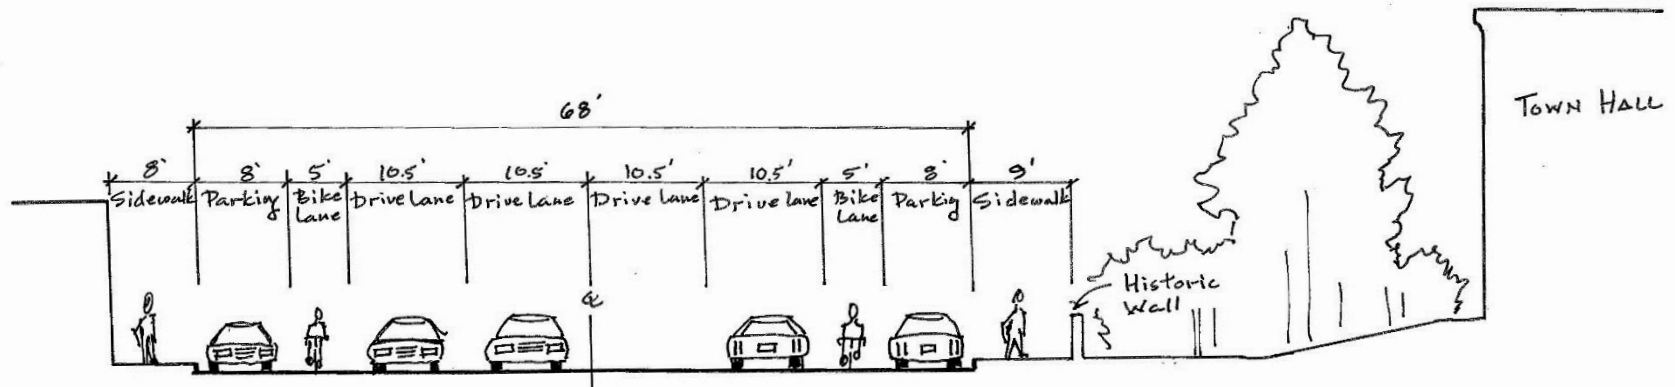 68'
8' 8' 5' 10.5' 10.5' 10.5' 10.5' 5' 8' 9'
Sidewalk Parking Bike Lane Drive Lane Drive Lane Drive Lane Drive Lane Bike Lane Parkig Sidewalk
TOWN HALL
Historic
Wall
℄